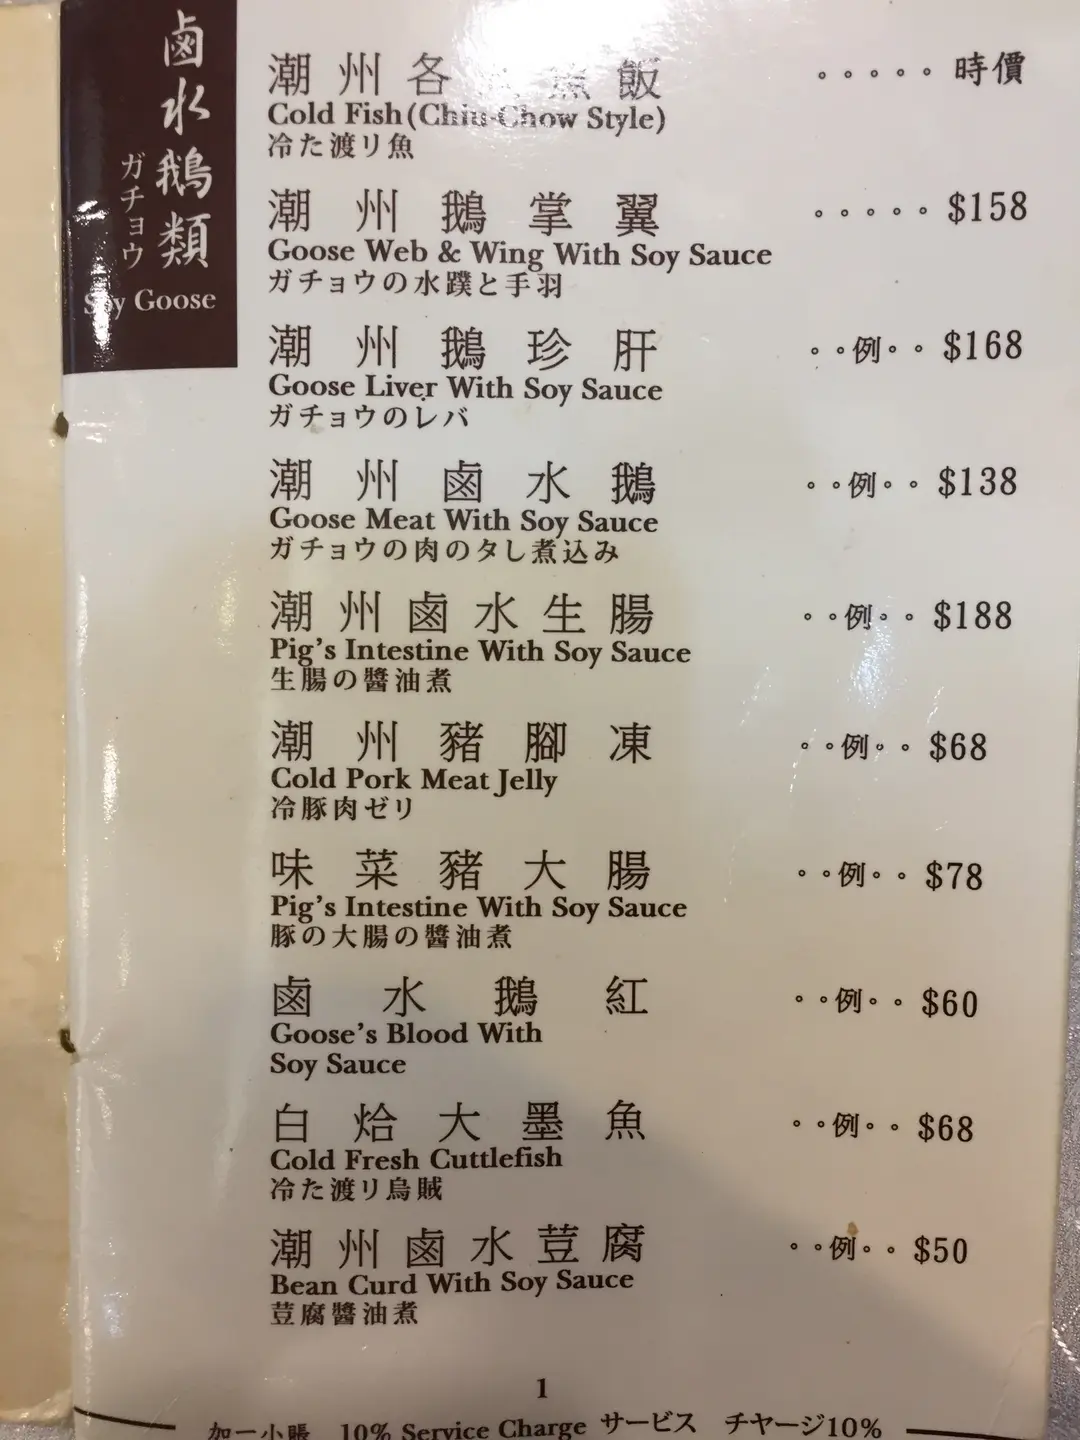 鹵水鵝類
ガチョウ
Soy Goose
潮州各 魚飯 。。。。。時價
Cold Fish(Chiu-Chow Style)
冷た渡リ魚
潮州鵝掌翼 。。。。。$158
Goose Web & Wing With Soy Sauce
ガチョウの水蹼と手羽
潮州鵝珍肝 。。例。。$168
Goose Liver With Soy Sauce
ガチョウのレバ
潮州鹵水鵝 。。例。。$138
Goose Meat With Soy Sauce
ガチョウの肉のタし煮込み
潮州鹵水生腸 。。例。。$188
Pig's Intestine With Soy Sauce
生腸の醬油煮
潮州豬腳凍 。。例。。$68
Cold Pork Meat Jelly
冷豚肉ゼリ
味菜豬大腸 。。例。。$78
Pig's Intestine With Soy Sauce
豚の大腸の醬油煮
鹵水鵝紅 。。例。。$60
Goose's Blood With
Soy Sauce
白烚大墨魚 。。例。。$68
Cold Fresh Cuttlefish
冷た渡リ烏賊
潮州鹵水荳腐 。。例。。$50
Bean Curd With Soy Sauce
荳腐醬油煮
1
加一小賬 10% Service Charge サービス チヤージ10%